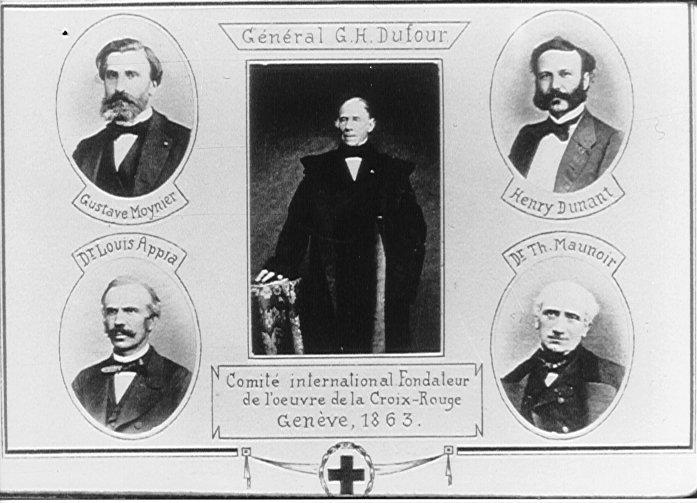 Général G.H. Dufour.
Gustave Moynier
Henry Dunant
Dr Louis Appia
Dr Th. Maunoir
Comité international Fondateur
de l'oeuvre de la Croix-Rouge
Genève, 1863.